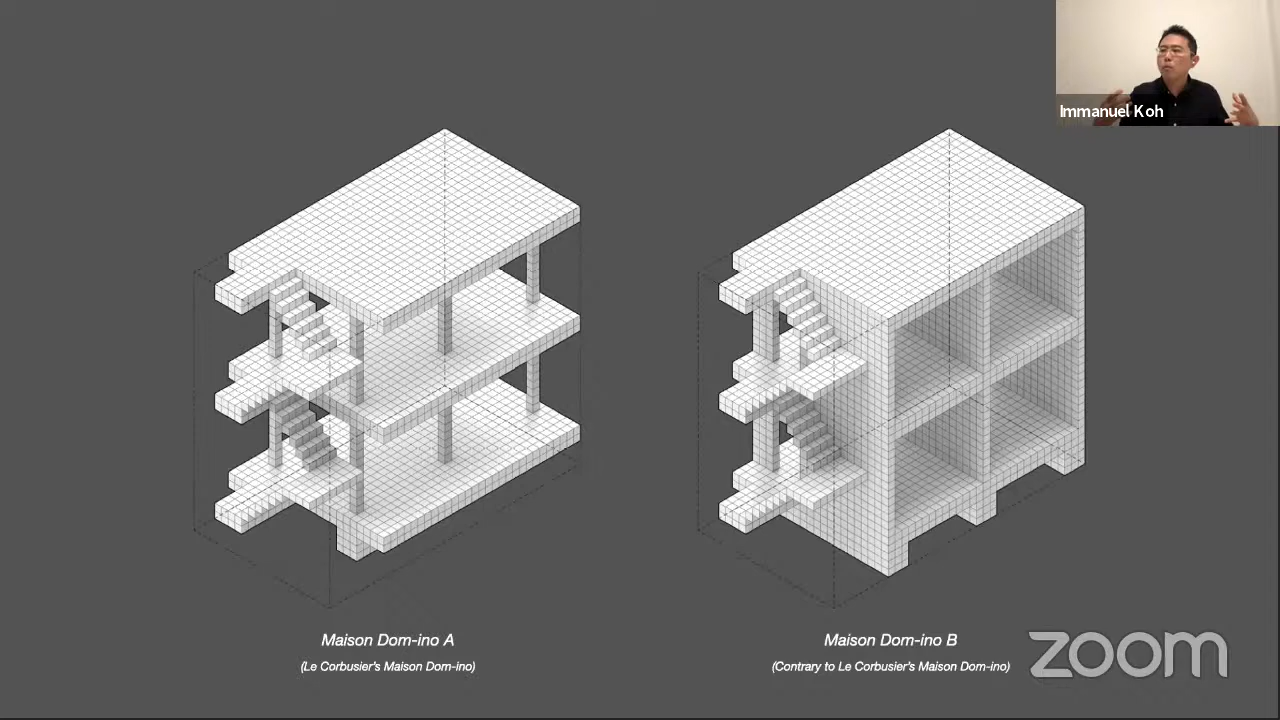 Immanuel Koh
Maison Dom-ino A
(Le Corbusier's Maison Dom-ino)
Maison Dom-ino B
(Contrary to Le Corbusier's Maison Dom-ino)
zoom